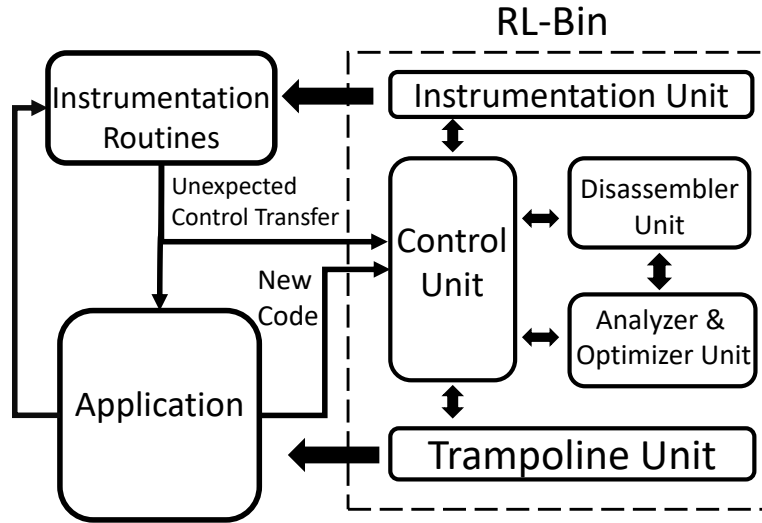 RL-Bin
Instrumentation
Routines
Instrumentation Unit
Unexpected
Control Transfer
Control
Unit
Disassembler
Unit
New
Code
Analyzer &
Optimizer Unit
Application
Trampoline Unit